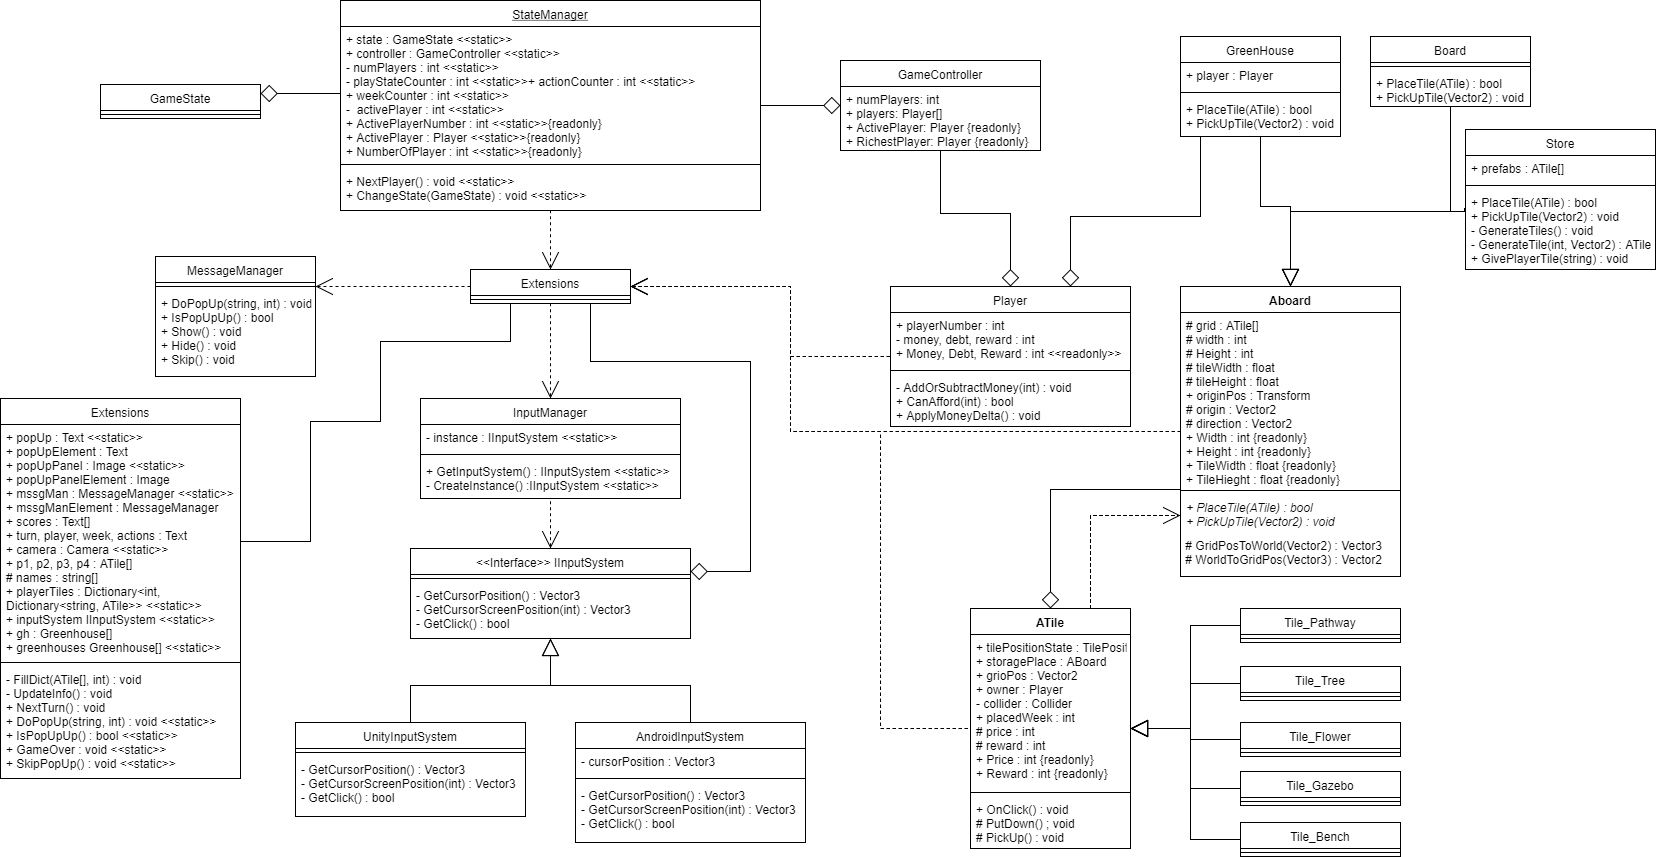 StateManager
+ state : GameState <<static>>
+ controller : GameController <<static>>
- numPlayers : int <<static>>
- playStateCounter : int <<static>>+ actionCounter : int <<static>>
+ weekCounter : int <<static>>
- activePlayer : int <<static>>
+ ActivePlayerNumber : int <<static>>{readonly}
+ ActivePlayer : Player <<static>>{readonly}
+ NumberOfPlayer : int <<static>>{readonly}
+ NextPlayer() : void <<static>>
+ ChangeState(GameState) : void <<static>>
GameState
GameController
+ numPlayers: int
+ players: Player[]
+ ActivePlayer: Player {readonly}
+ RichestPlayer: Player {readonly}
GreenHouse
+ player : Player
+ PlaceTile(ATile) : bool
+ PickUpTile(Vector2) : void
Board
+ PlaceTile(ATile) : bool
+ PickUpTile(Vector2) : void
Store
+ prefabs : ATile[]
+ PlaceTile(ATile) : bool
+ PickUpTile(Vector2) : void
- GenerateTiles() : void
- GenerateTile(int, Vector2) : ATile
+ GivePlayerTile(string) : void
MessageManager
+ DoPopUp(string, int) : void
+ IsPopUpUp() : bool
+ Show() : void
+ Hide() : void
+ Skip() : void
Extensions
Player
+ playerNumber : int
- money, debt, reward : int
+ Money, Debt, Reward : int <<readonly>>
- AddOrSubtractMoney(int) : void
+ CanAfford(int) : bool
+ ApplyMoneyDelta() : void
Aboard
# grid : ATile[]
# width : int
# Height : int
# tileWidth : float
# tileHeight : float
+ originPos : Transform
# origin : Vector2
# direction : Vector2
+ Width : int {readonly}
+ Height : int {readonly}
+ TileWidth : float {readonly}
+ TileHieght : float {readonly}
+ PlaceTile(ATile) : bool
+ PickUpTile(Vector2) : void
# GridPosToWorld(Vector2) : Vector3
# WorldToGridPos(Vector3) : Vector2
Extensions
+ popUp : Text <<static>>
+ popUpElement : Text
+ popUpPanel : Image <<static>>
+ popUpPanelElement : Image
+ mssgMan : MessageManager <<static>>
+ mssgManElement : MessageManager
+ scores : Text[]
+ turn, player, week, actions : Text
+ camera : Camera <<static>>
+ p1, p2, p3, p4 : ATile[]
# names : string[]
+ playerTiles : Dictionary<int,
Dictionary<string, ATile>> <<static>>
+ inputSystem IInputSystem <<static>>
+ gh : Greenhouse[]
+ greenhouses Greenhouse[] <<static>>
- FillDict(ATile[], int) : void
- UpdateInfo() : void
+ NextTurn() : void
+ DoPopUp(string, int) : void <<static>>
+ IsPopUpUp() : bool <<static>>
+ GameOver : void <<static>>
+ SkipPopUp() : void <<static>>
InputManager
- instance : IInputSystem <<static>>
+ GetInputSystem() : IInputSystem <<static>>
- CreateInstance() :IInputSystem <<static>>
<<Interface>> IInputSystem
- GetCursorPosition() : Vector3
- GetCursorScreenPosition(int) : Vector3
- GetClick() : bool
UnityInputSystem
- GetCursorPosition() : Vector3
- GetCursorScreenPosition(int) : Vector3
- GetClick() : bool
AndroidInputSystem
- cursorPosition : Vector3
- GetCursorPosition() : Vector3
- GetCursorScreenPosition(int) : Vector3
- GetClick() : bool
ATile
+ tilePositionState : TilePosit
+ storagePlace : ABoard
+ grioPos : Vector2
+ owner : Player
- collider : Collider
+ placedWeek : int
# price : int
# reward : int
+ Price : int {readonly}
+ Reward : int {readonly}
+ OnClick() : void
# PutDown() ; void
# PickUp() : void
Tile_Pathway
Tile_Tree
Tile_Flower
Tile_Gazebo
Tile_Bench